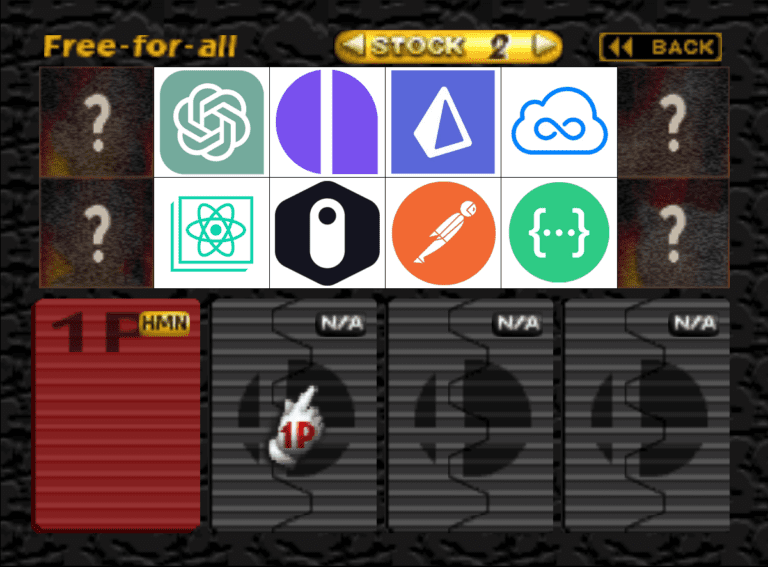 Free-for-all
STOCK 2
BACK
? ?
? ?
{...}
1P HMN
N/A
N/A
N/A
1P